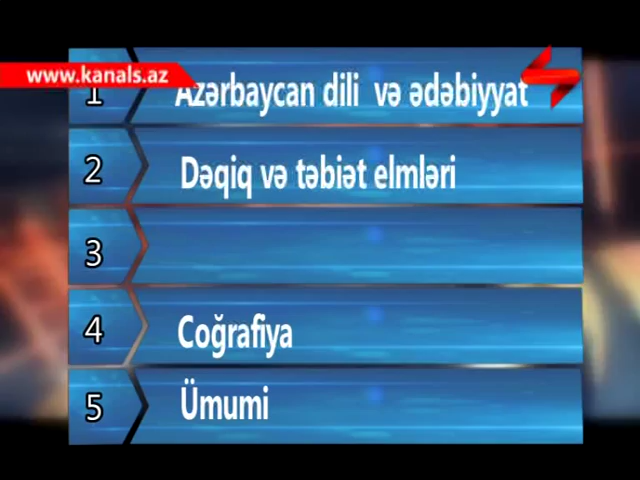 www.kanals.az
1 Azərbaycan dili və ədəbiyyat
2 Dəqiq və təbiət elmləri
3
4 Coğrafiya
5 Ümumi